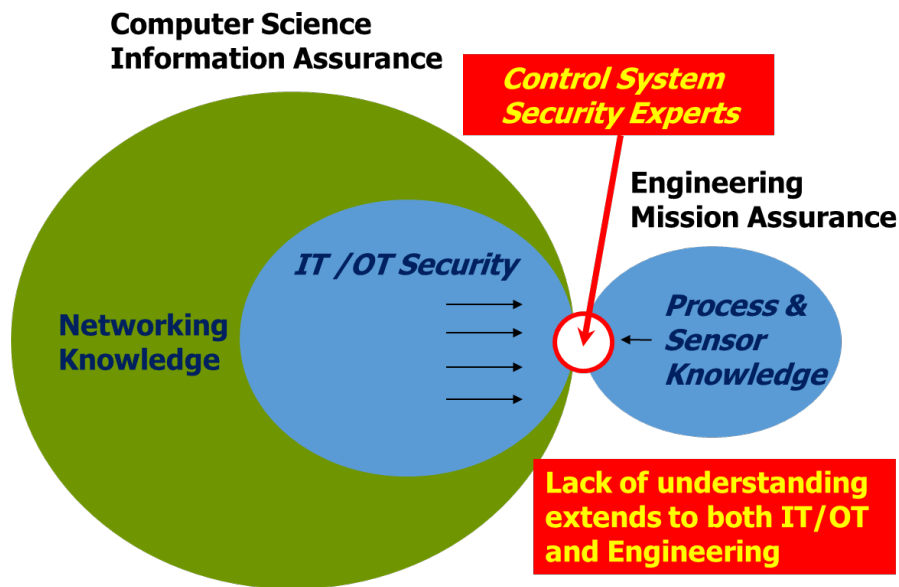 Computer Science
Information Assurance
Control System
Security Experts
Engineering
Mission Assurance
IT /OT Security
Networking
Knowledge
Process &
Sensor
Knowledge
Lack of understanding
extends to both IT/OT
and Engineering